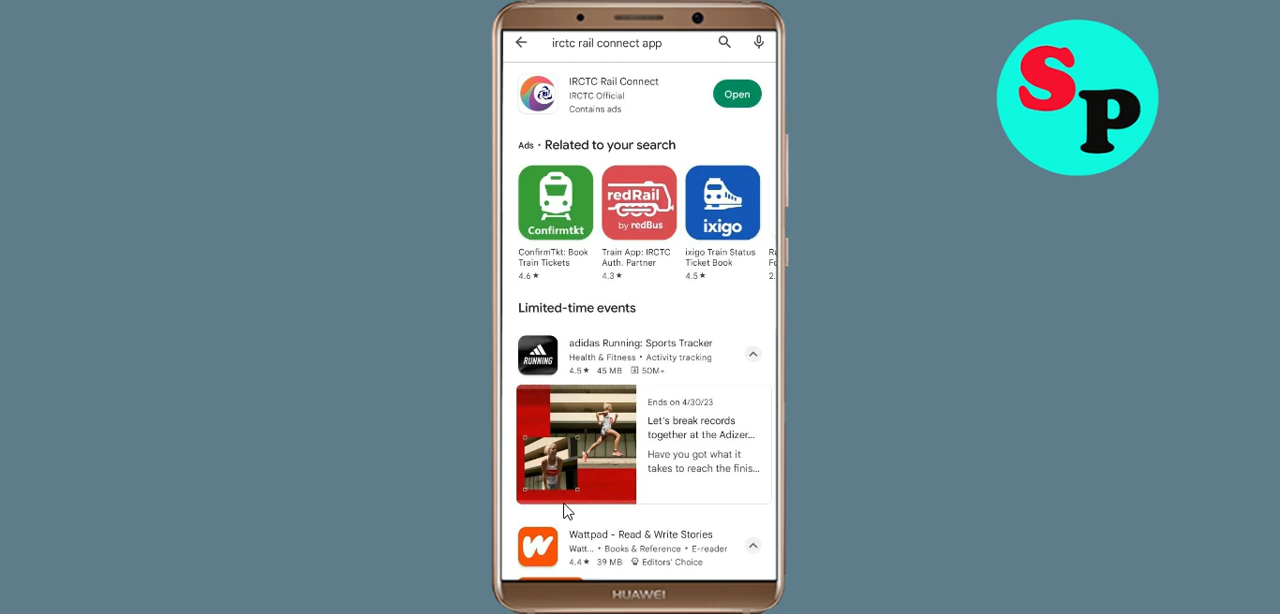 irctc rail connect app
IRCTC Rail Connect
IRCTC Official
Contains ads
Open
Ads • Related to your search
Confirmtkt
redRail
by redBus
ixigo
ConfirmTkt: Book
Train Tickets
4.6★
Train App: IRCTC
Auth. Partner
4.3★
ixigo Train Status
Ticket Book
4.5★
Limited-time events
RUNNING
adidas Running: Sports Tracker
Health & Fitness • Activity tracking
4.5★ 45 MB 50M+
Ends on 4/30/23
Let's break records
together at the Adizer...
Have you got what it
takes to reach the finis...
Wattpad - Read & Write Stories
Watt... • Books & Reference • E-reader
4.4★ 39 MB Editors' Choice
HUAWEI
SP